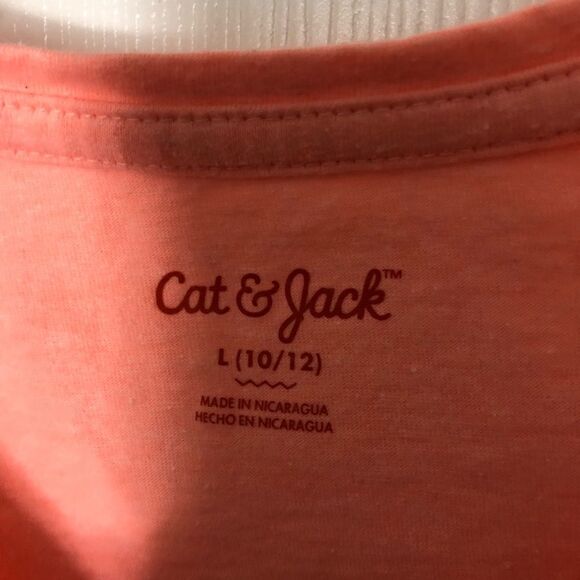 Cat & Jack™
L (10/12)
MADE IN NICARAGUA
HECHO EN NICARAGUA